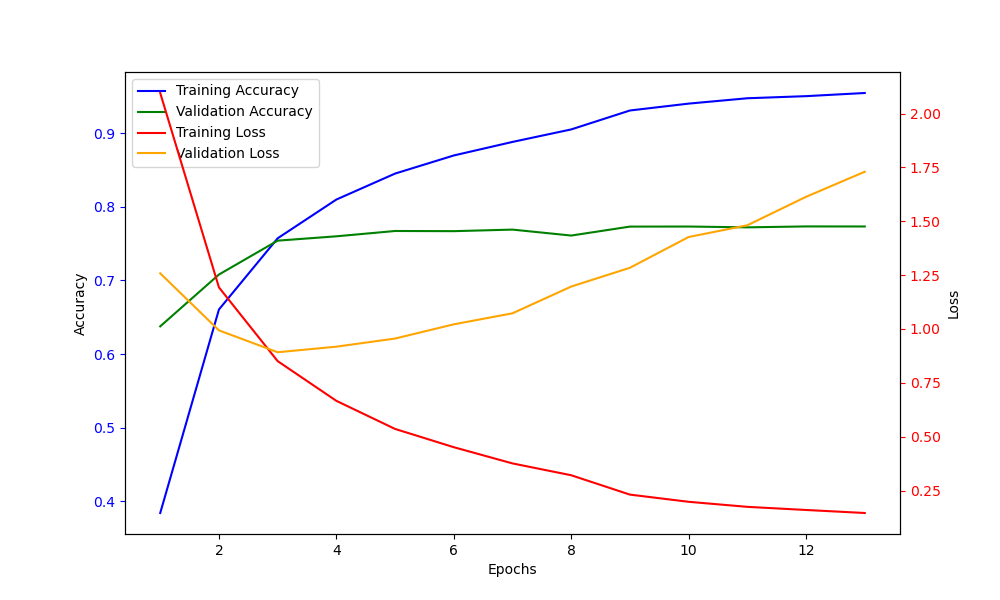 Training Accuracy
Validation Accuracy
Training Loss
Validation Loss
0.9
0.8
0.7
0.6
0.5
0.4
Accuracy
2.00
1.75
1.50
1.25
1.00
0.75
0.50
0.25
Loss
2 4 6 8 10 12
Epochs